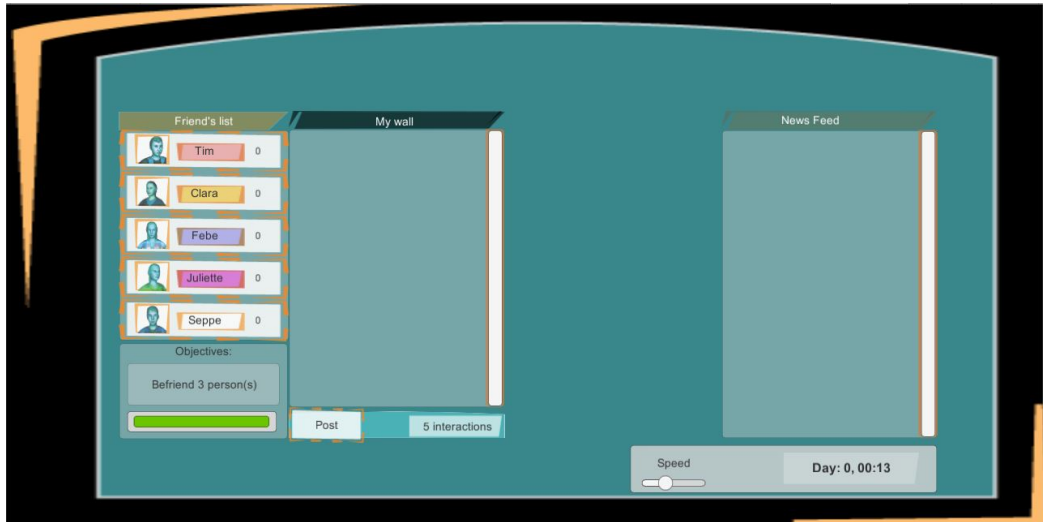 Friend's list
My wall
News Feed
Tim 0
Clara 0
Febe 0
Juliette 0
Seppe 0
Objectives:
Befriend 3 person(s)
Post
5 interactions
Speed
Day: 0, 00:13